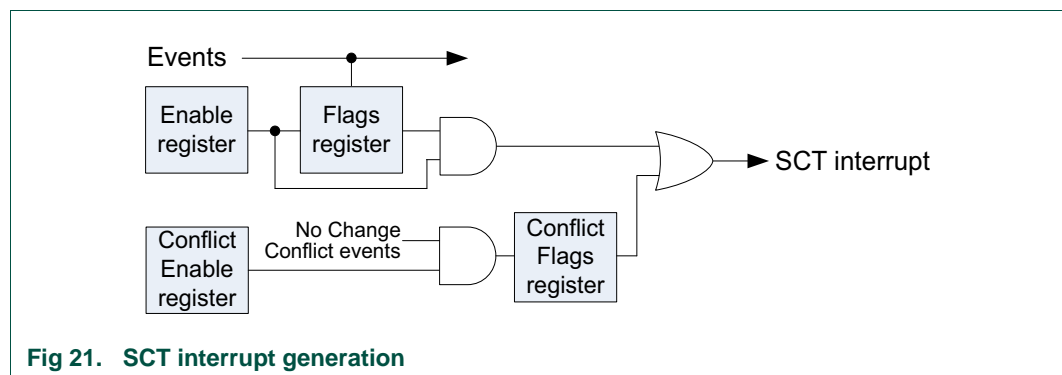 Events
Enable
register
Flags
register
SCT interrupt
No Change
Conflict events
Conflict
Enable
register
Conflict
Flags
register
Fig 21. SCT interrupt generation